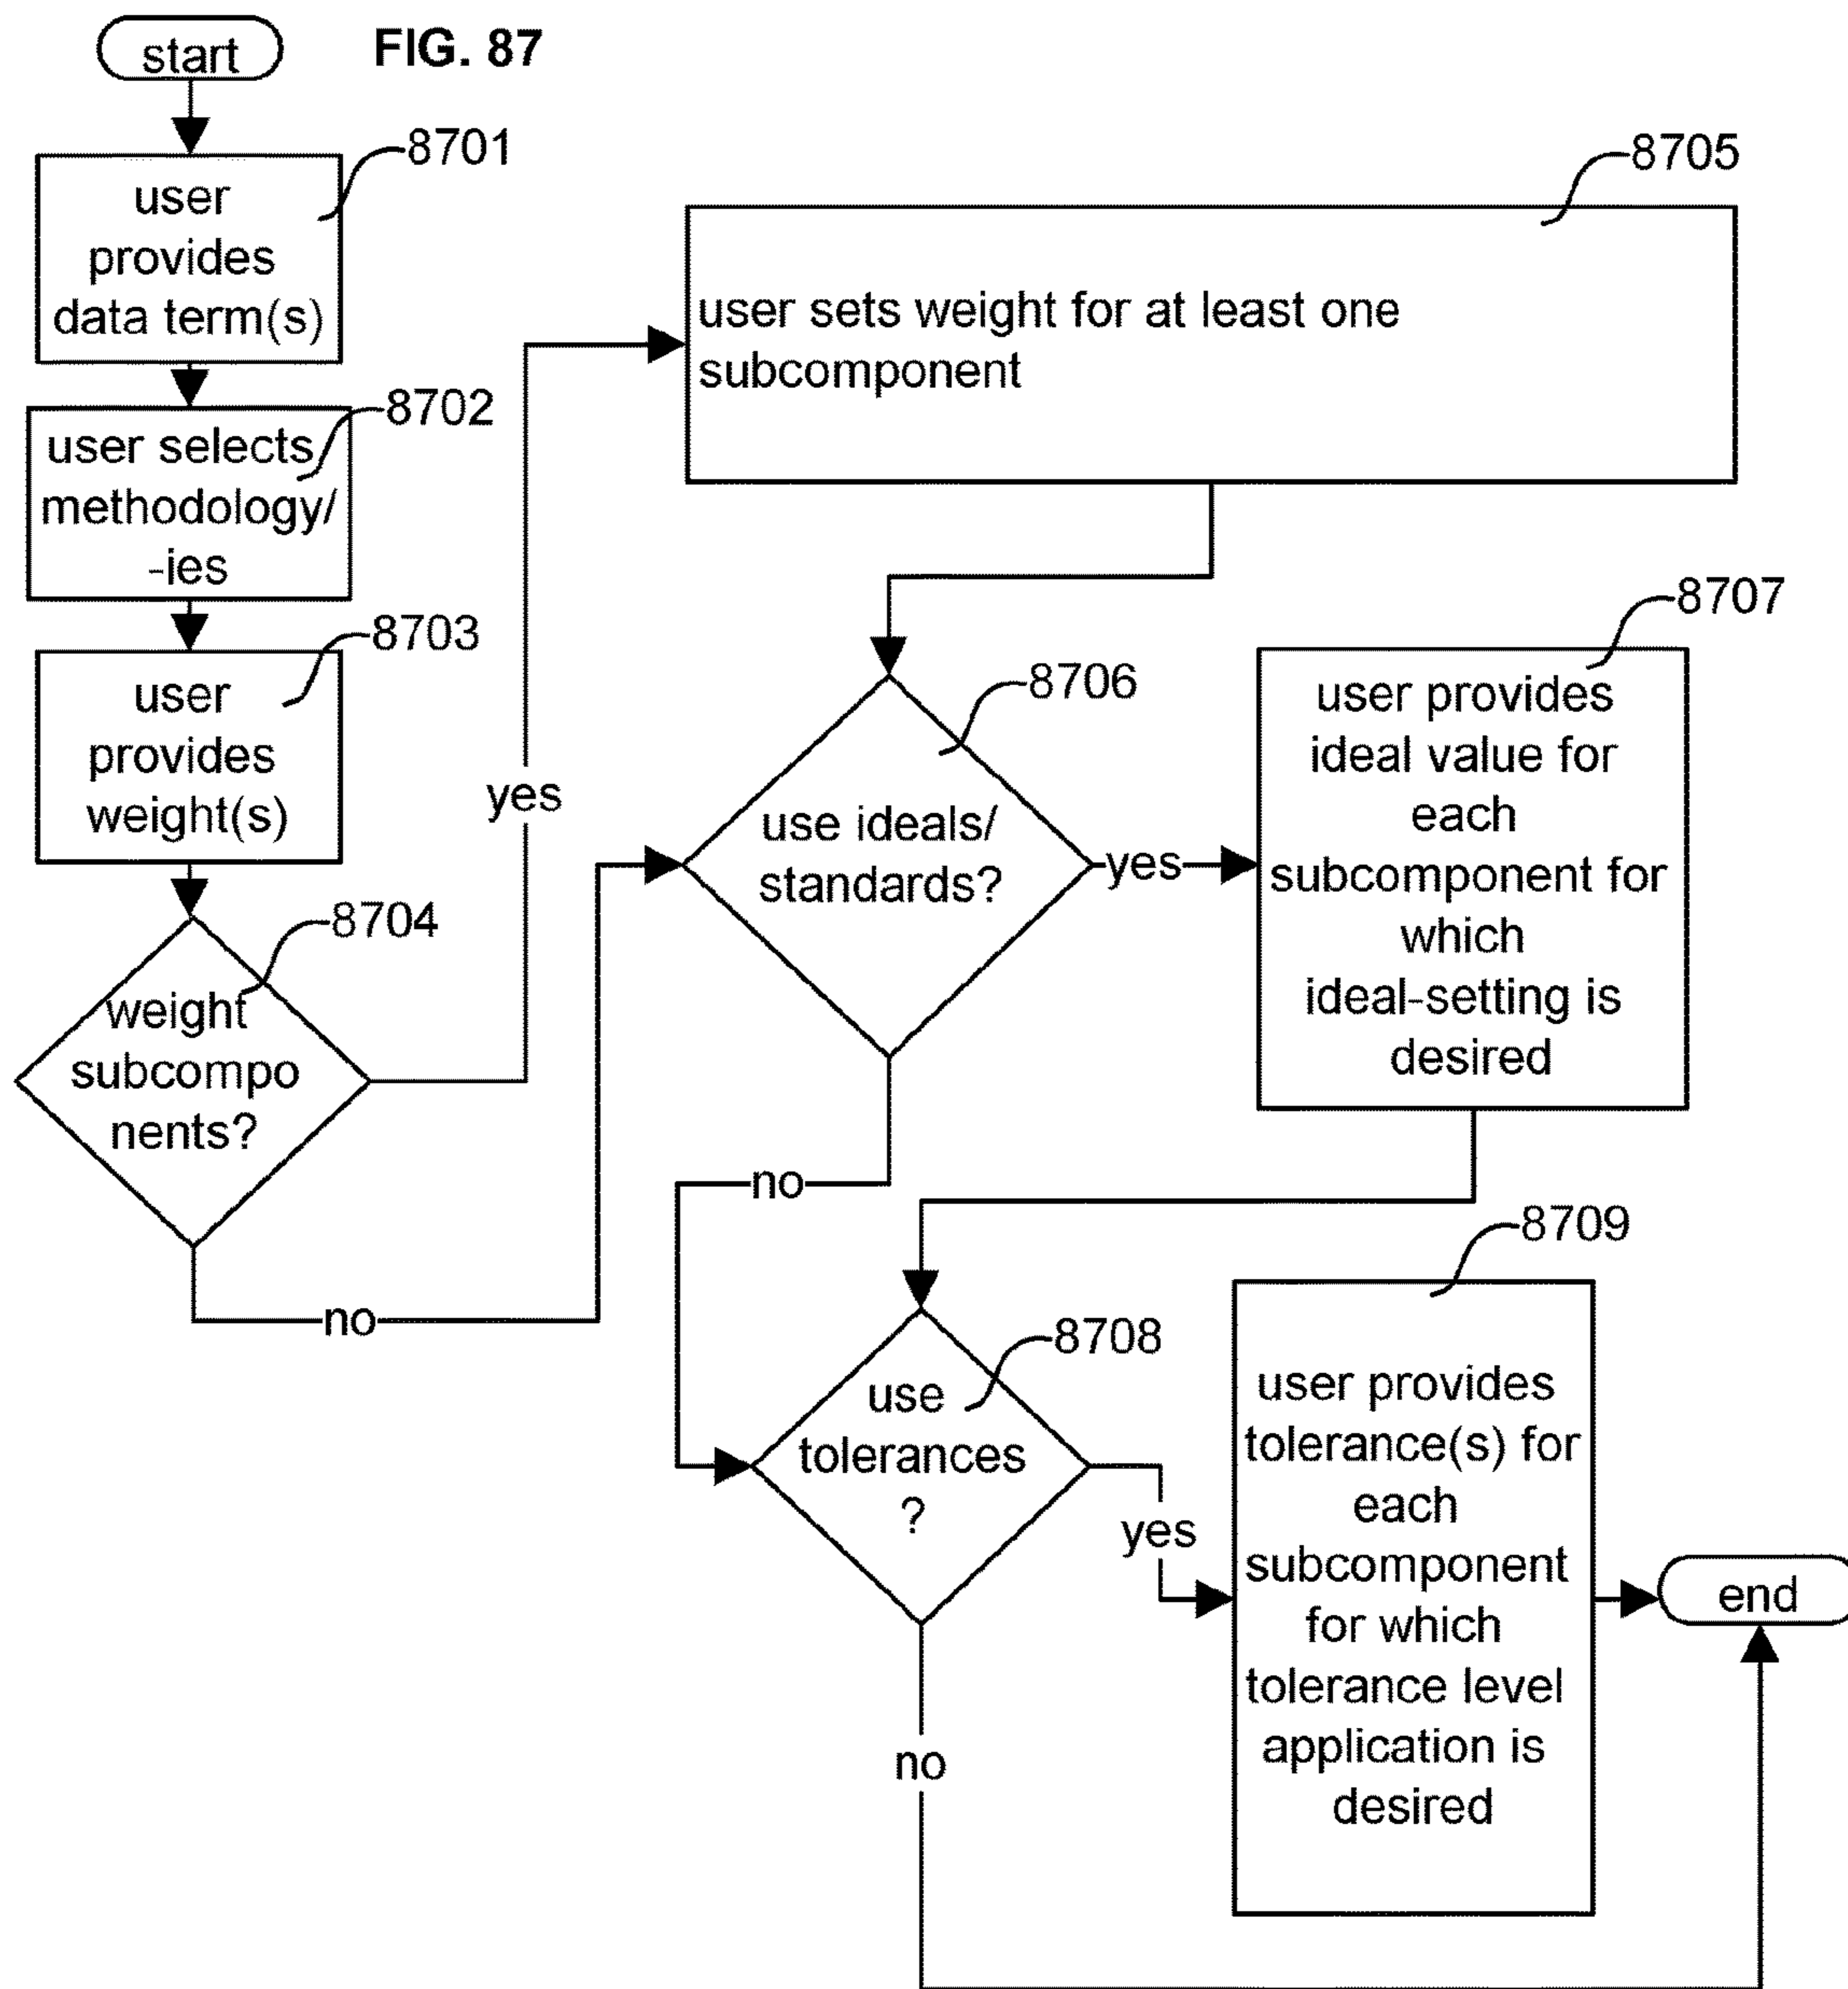 start
FIG. 87
8701
user
provides
data term(s)
8702
user selects
methodology/
-ies
8703
user
provides
weight(s)
8704
weight
subcompo
nents?
yes
no
8705
user sets weight for at least one
subcomponent
8706
use ideals/
standards?
yes
no
8707
user provides
ideal value for
each
subcomponent for
which
ideal-setting is
desired
8708
use
tolerances
?
yes
no
8709
user provides
tolerance(s) for
each
subcomponent
for which
tolerance level
application is
desired
end